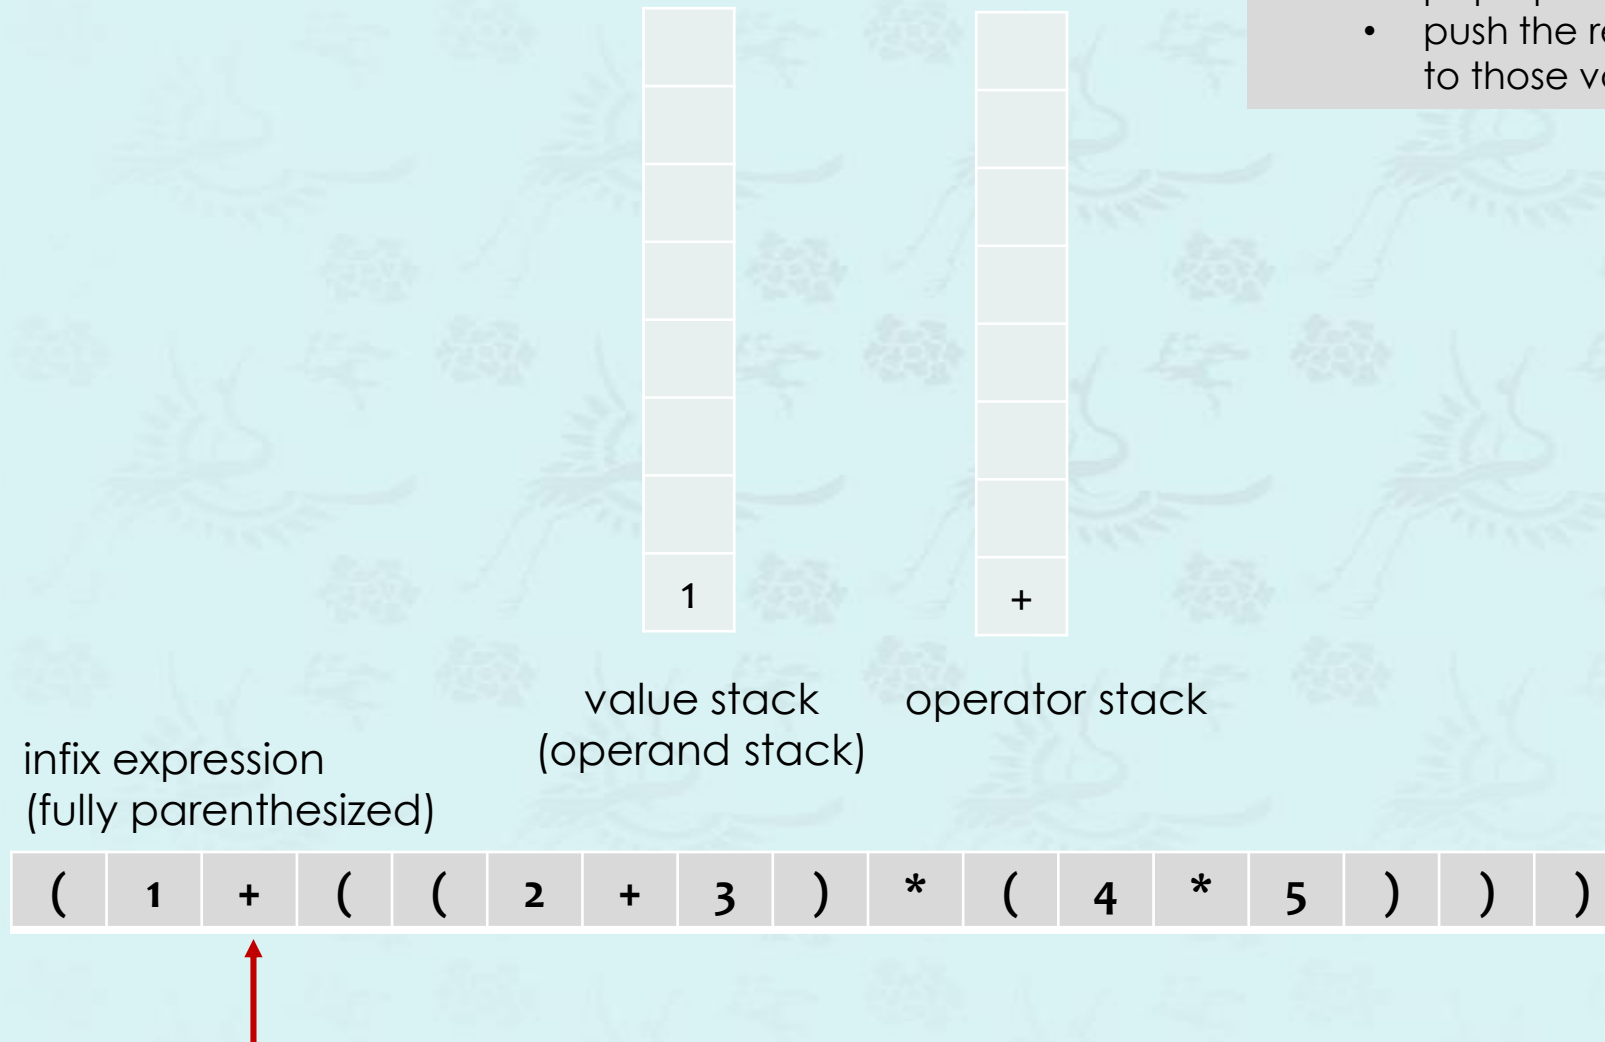 • push the
to those
1
+
value stack
(operand stack)
operator stack
infix expression
(fully parenthesized)
( 1 + ( ( 2 + 3 ) * ( 4 * 5 ) ) )